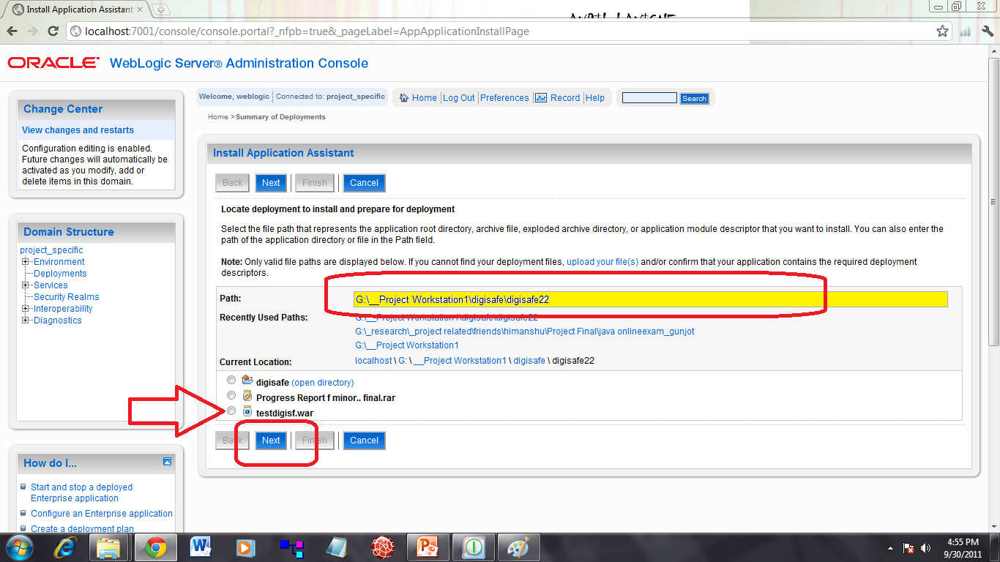 Install Application Assistant
localhost:7001/console/console.portal?_nfpb=true&_pageLabel=AppApplicationInstallPage
ORACLE WebLogic Server® Administration Console
Change Center
View changes and restarts
Configuration editing is enabled.
Future changes will automatically be
activated as you modify, add or
delete items in this domain.
Domain Structure
project_specific
Environment
Deployments
Services
Security Realms
Interoperability
Diagnostics
How do I...
Start and stop a deployed
Enterprise application
Configure an Enterprise application
Create a deployment plan
Welcome, weblogic Connected to: project_specific Home Log Out Preferences Record Help Search
Home >Summary of Deployments
Install Application Assistant
Back Next Finish Cancel
Locate deployment to install and prepare for deployment
Select the file path that represents the application root directory, archive file, exploded archive directory, or application module descriptor that you want to install. You can also enter the
path of the application directory or file in the Path field.
Note: Only valid file paths are displayed below. If you cannot find your deployment files, upload your file(s) and/or confirm that your application contains the required deployment
descriptors.
Path: G:\__Project Workstation1\digisafe\digisafe22
Recently Used Paths: G:\__Project Workstation1\digisafe\digisafe22
G:\_research\_project related\friends\himanshu\Project Final\java onlineexam_gunjot
G:\__Project Workstation1
Current Location: localhost \ G: \ __Project Workstation1 \ digisafe \ digisafe22
digisafe (open directory)
Progress Report f minor.. final.rar
testdigisf.war
Back Next Finish Cancel
4:55 PM
9/30/2011